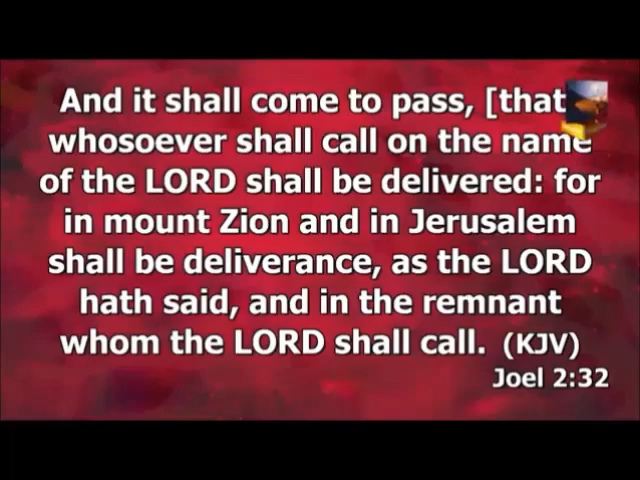 And it shall come to pass, [that
whosoever shall call on the name
of the LORD shall be delivered: for
in mount Zion and in Jerusalem
shall be deliverance, as the LORD
hath said, and in the remnant
whom the LORD shall call. (KJV)
Joel 2:32